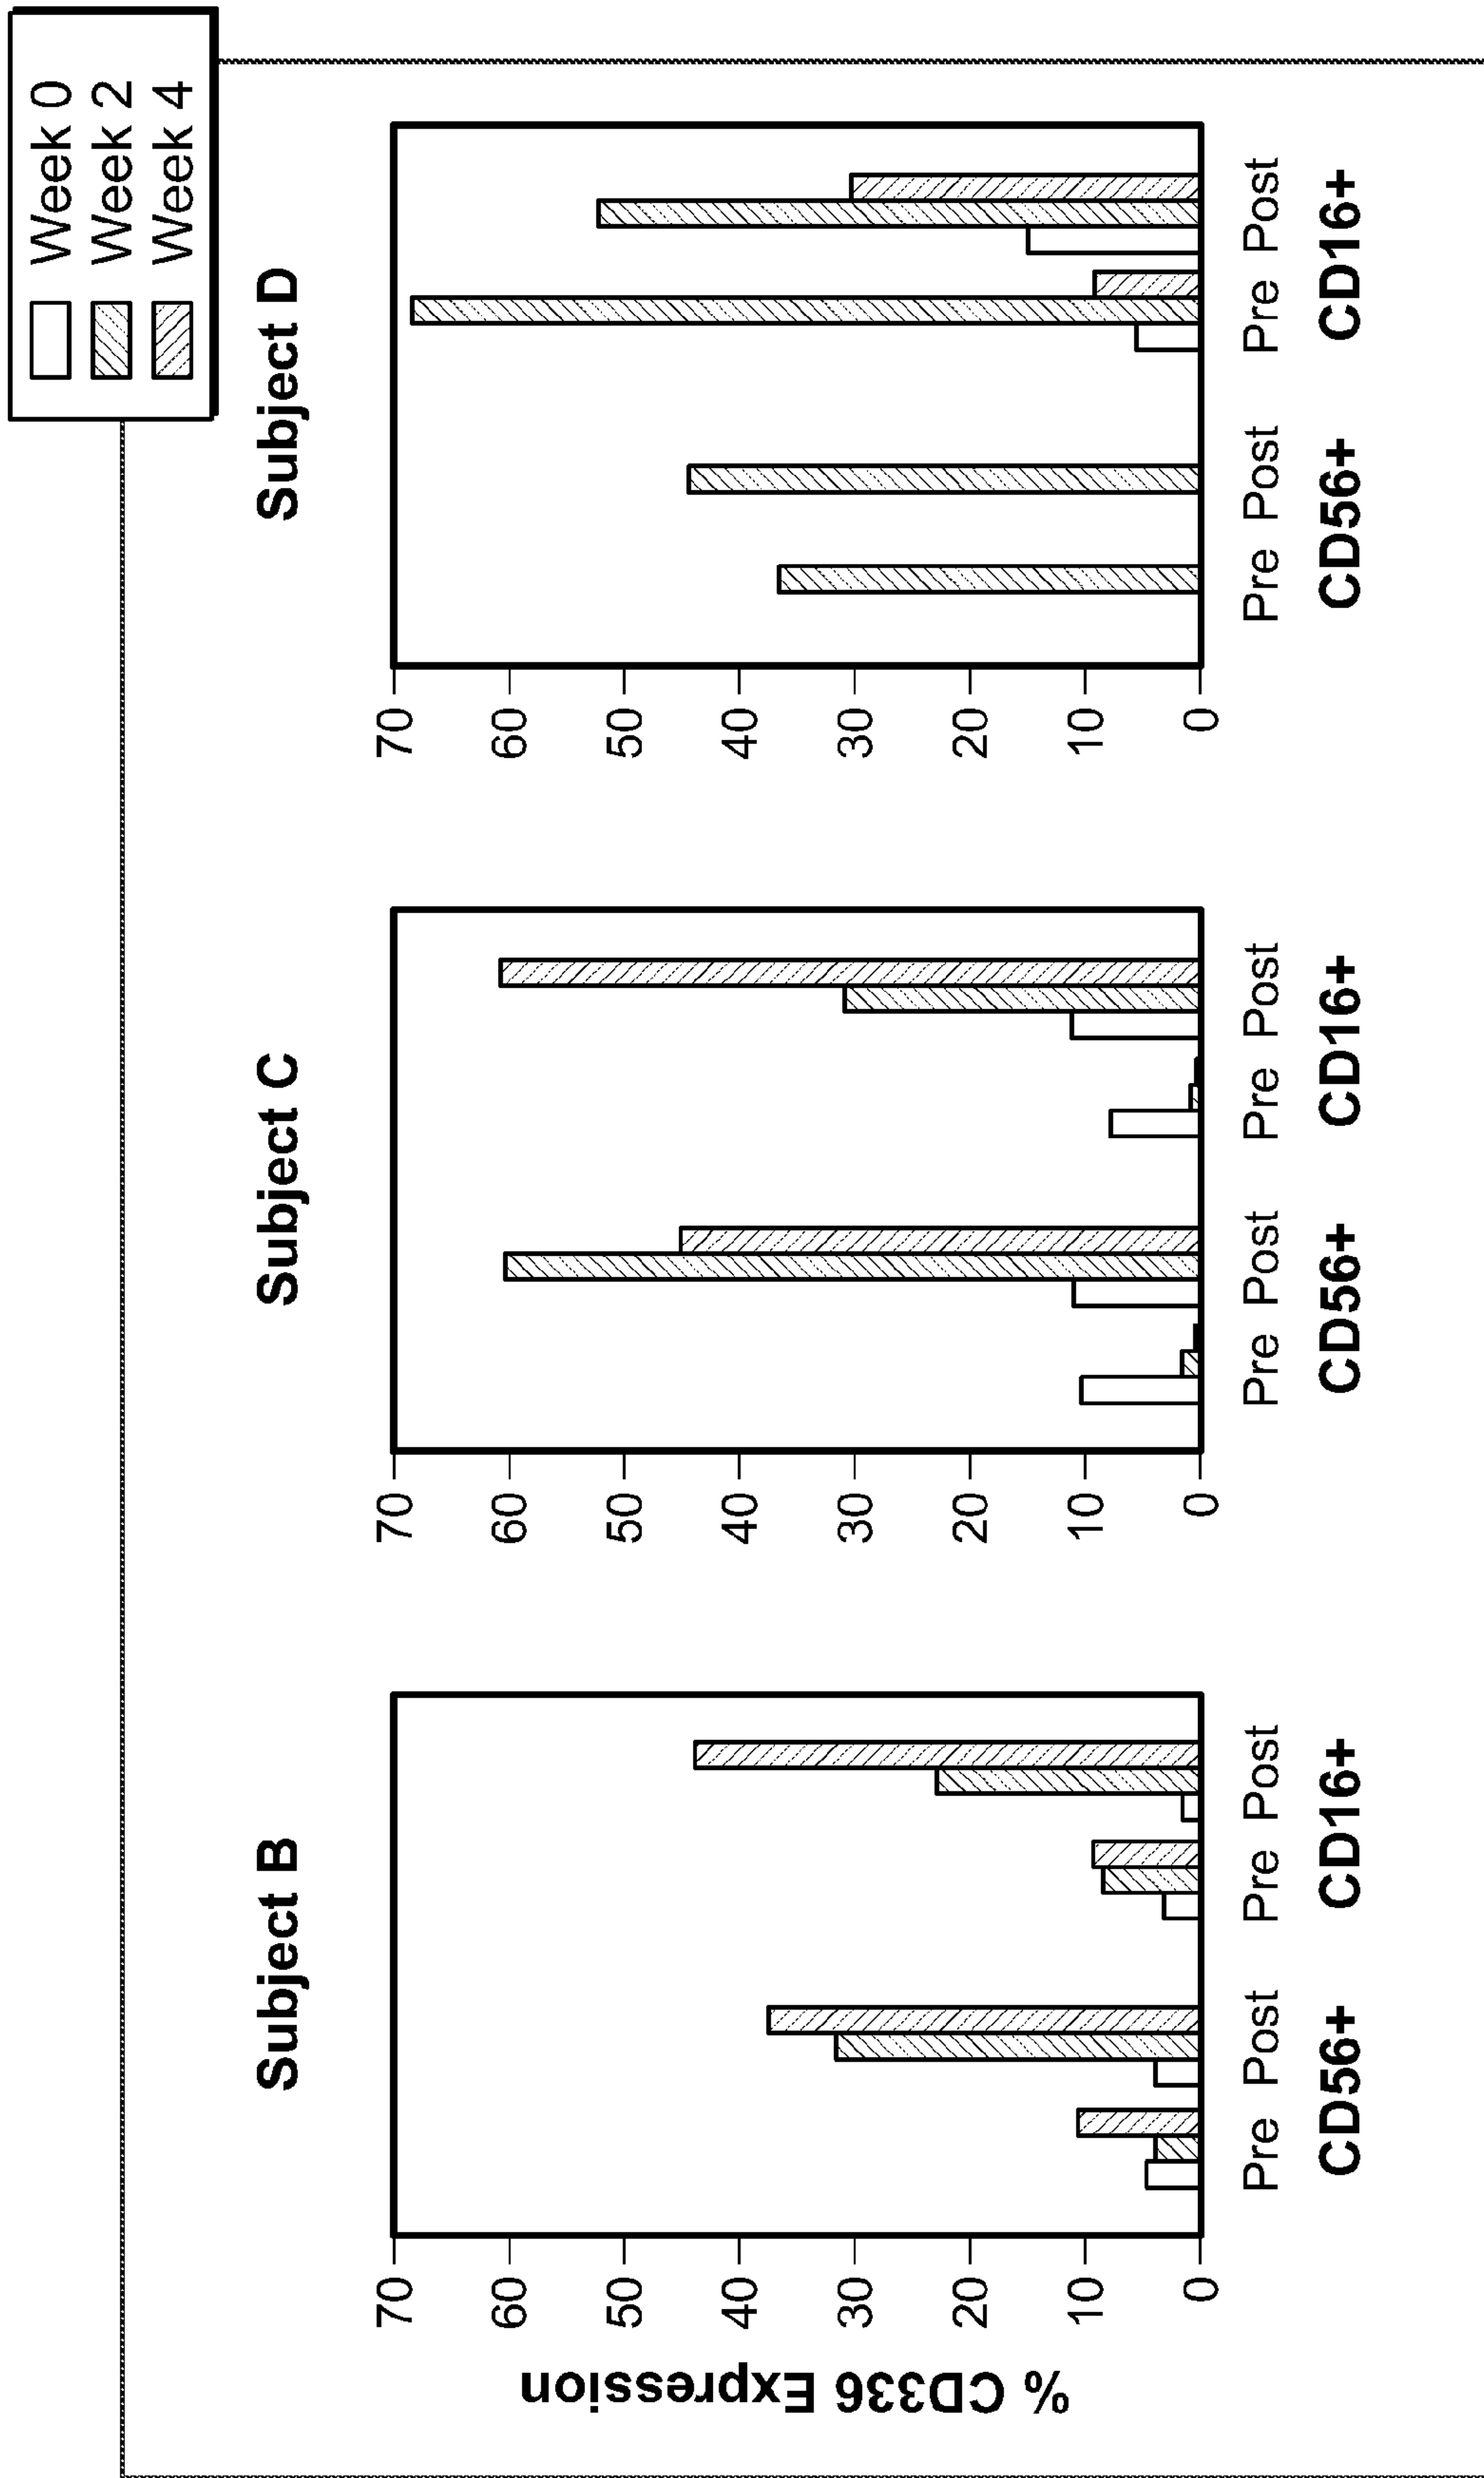 Week 0
Week 2
Week 4
Subject B
Subject C
Subject D
% CD336 Expression
70
60
50
40
30
20
10
0
Pre Post Pre Post
CD56+ CD16+
70
60
50
40
30
20
10
0
Pre Post Pre Post
CD56+ CD16+
70
60
50
40
30
20
10
0
Pre Post Pre Post
CD56+ CD16+